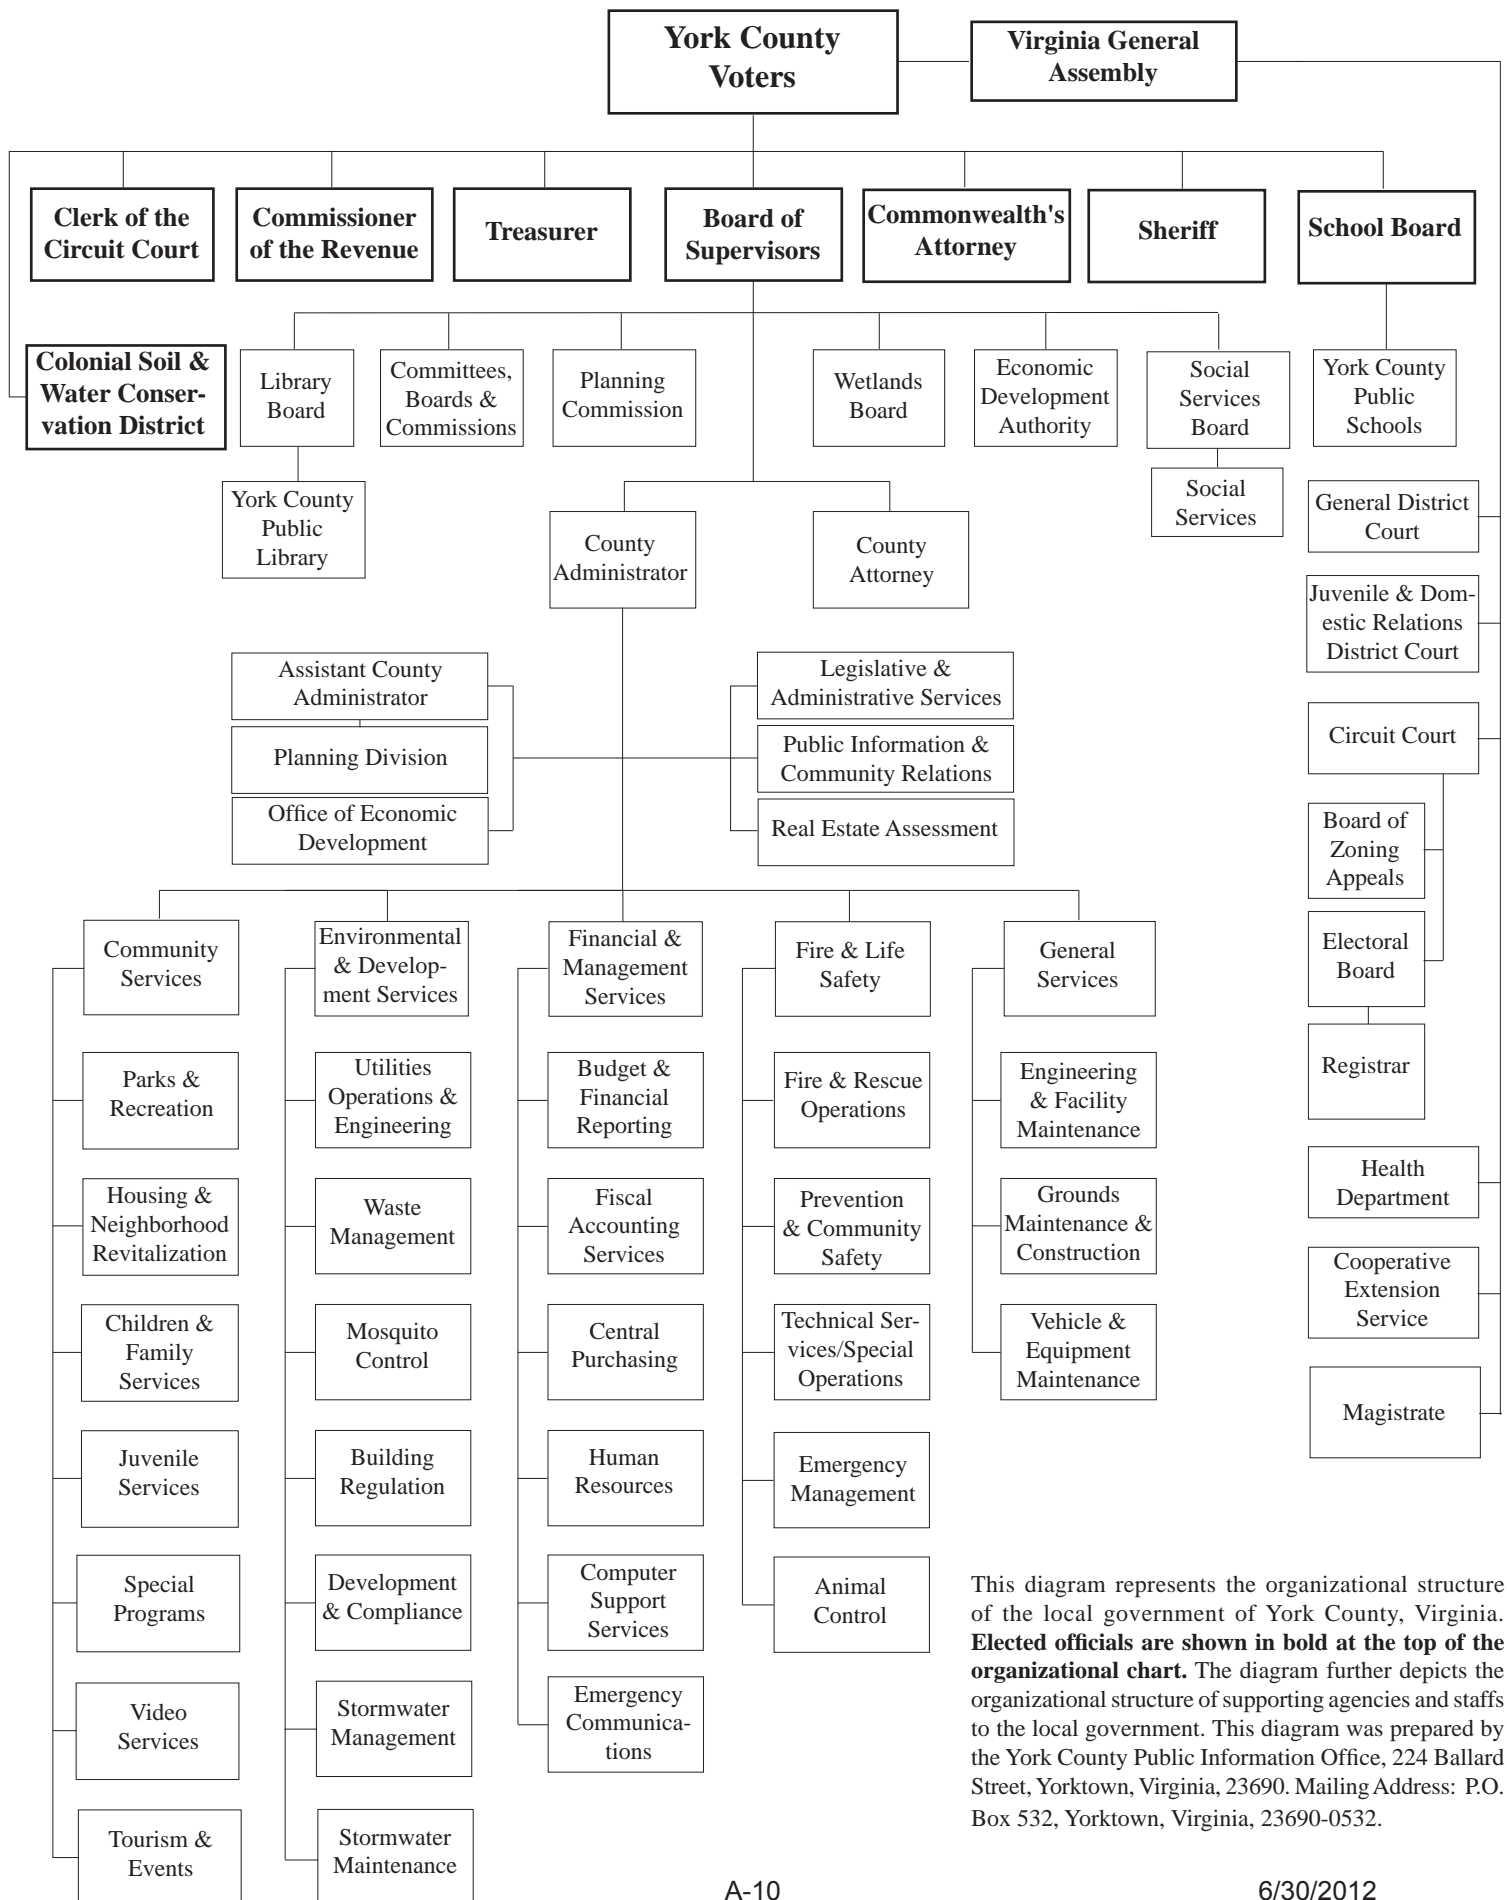 York County
Voters
Virginia General
Assembly
Clerk of the
Circuit Court
Commissioner
of the Revenue
Treasurer
Board of
Supervisors
Commonwealth's
Attorney
Sheriff
School Board
Colonial Soil &
Water Conser-
vation District
Library
Board
Committees,
Boards &
Commissions
Planning
Commission
Wetlands
Board
Economic
Development
Authority
Social
Services
Board
York County
Public
Schools
York County
Public
Library
County
Administrator
County
Attorney
Social
Services
General District
Court
Juvenile & Dom-
estic Relations
District Court
Assistant County
Administrator
Planning Division
Office of Economic
Development
Legislative &
Administrative Services
Public Information &
Community Relations
Real Estate Assessment
Circuit Court
Board of
Zoning
Appeals
Electoral
Board
Registrar
Health
Department
Cooperative
Extension
Service
Magistrate
Community
Services
Parks &
Recreation
Housing &
Neighborhood
Revitalization
Children &
Family
Services
Juvenile
Services
Special
Programs
Video
Services
Tourism &
Events
Environmental
& Develop-
ment Services
Utilities
Operations &
Engineering
Waste
Management
Mosquito
Control
Building
Regulation
Development
& Compliance
Stormwater
Management
Stormwater
Maintenance
Financial &
Management
Services
Budget &
Financial
Reporting
Fiscal
Accounting
Services
Central
Purchasing
Human
Resources
Computer
Support
Services
Emergency
Communica-
tions
Fire & Life
Safety
Fire & Rescue
Operations
Prevention
& Community
Safety
Technical Ser-
vices/Special
Operations
Emergency
Management
Animal
Control
General
Services
Engineering
& Facility
Maintenance
Grounds
Maintenance &
Construction
Vehicle &
Equipment
Maintenance
This diagram represents the organizational structure
of the local government of York County, Virginia.
Elected officials are shown in bold at the top of the
organizational chart. The diagram further depicts the
organizational structure of supporting agencies and staffs
to the local government. This diagram was prepared by
the York County Public Information Office, 224 Ballard
Street, Yorktown, Virginia, 23690. Mailing Address: P.O.
Box 532, Yorktown, Virginia, 23690-0532.
A-10
6/30/2012